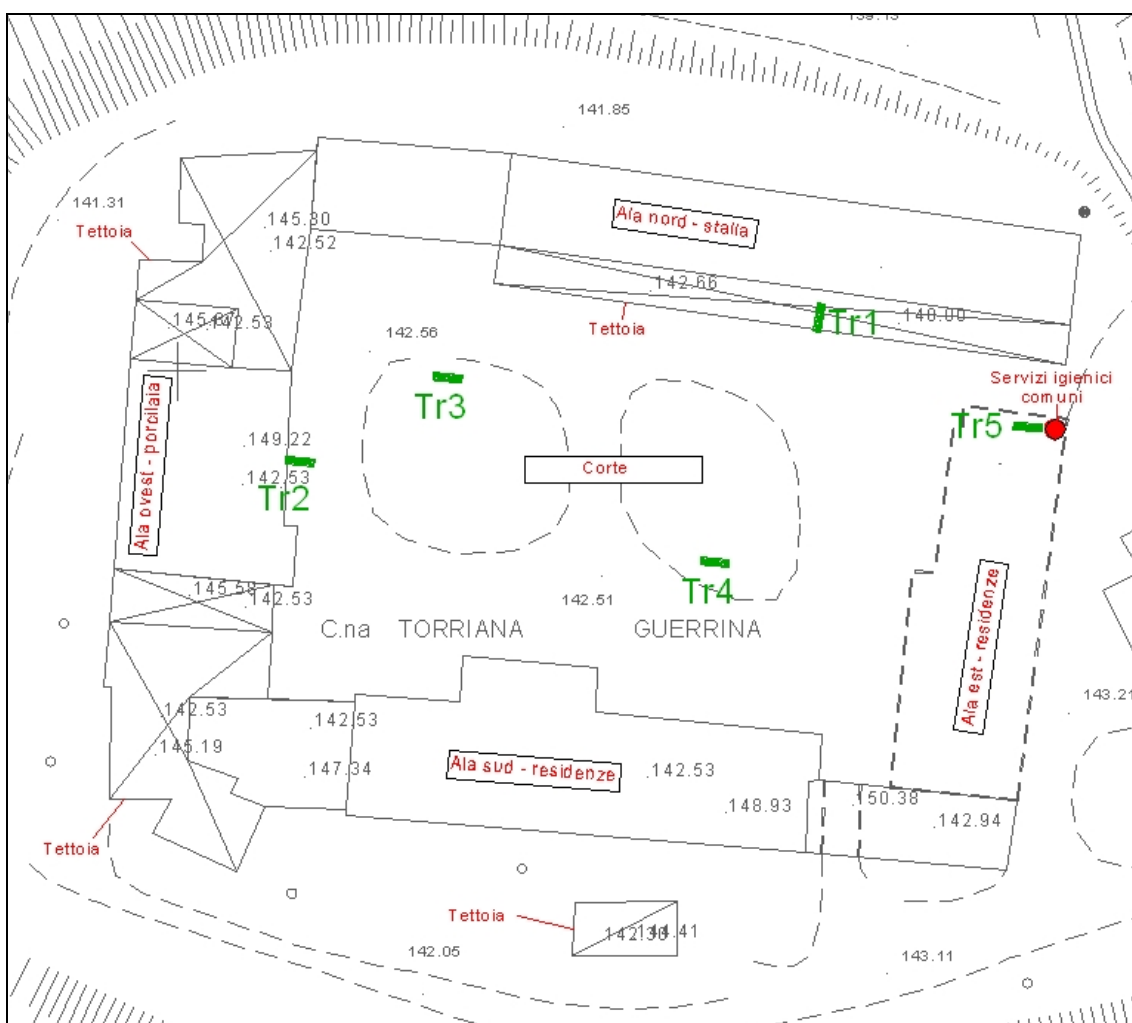 141.85
141.31
Tettoia
145.80
142.52
Ala nord - stalla
142.66
Tettoia
Tr1
148.00
142.53
142.56
Servizi igienici
comuni
Tr3
Tr5
Ala ovest - porcilaia
149.22
142.53
Tr2
Corte
Tr4
145.58
142.53
142.51
C.na TORRIANA GUERRINA
Ala est - residenze
143.21
142.53
145.19
142.53
147.34
Ala sud - residenze
142.53
148.93
150.38
142.94
Tettoia
Tettoia
142.05
143.11